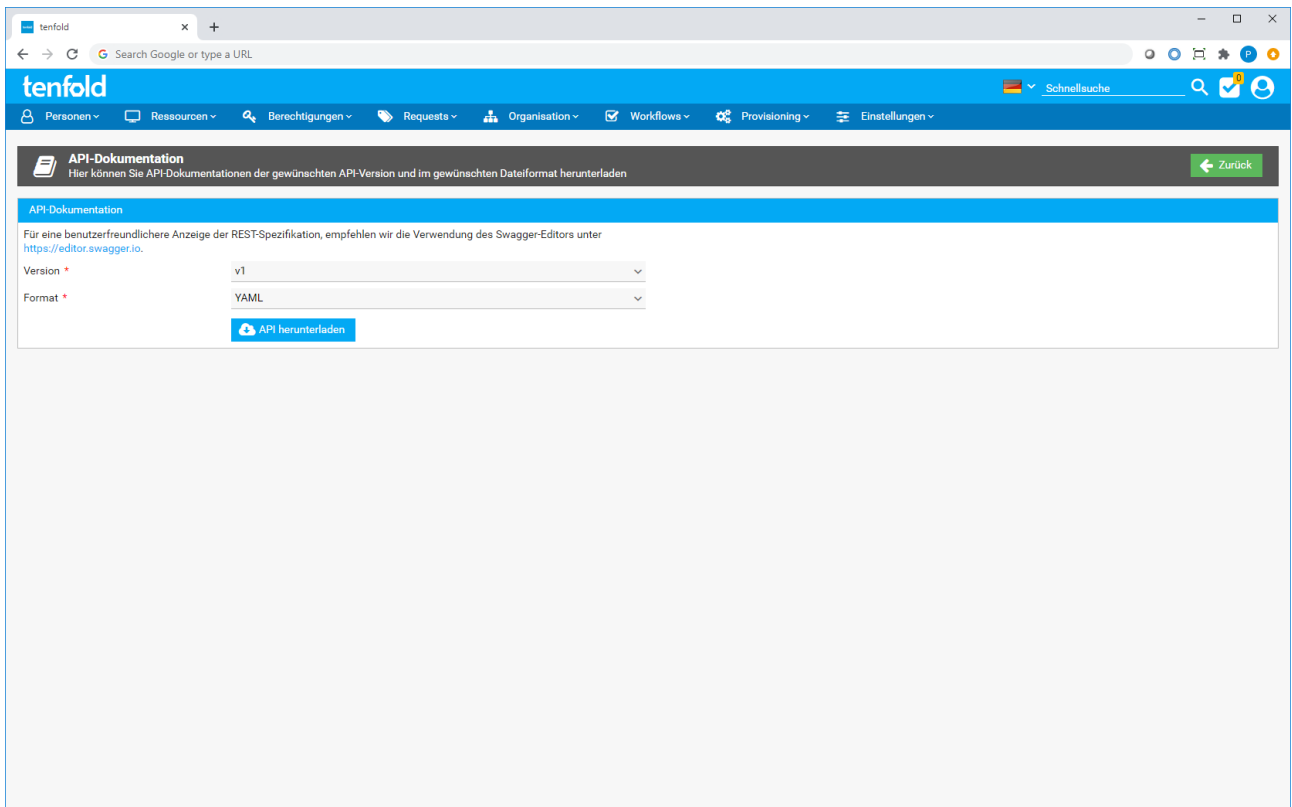 tenfold
Search Google or type a URL
P
tenfold
Schnellsuche
0
Personen Ressourcen Berechtigungen Requests Organisation Workflows Provisioning Einstellungen
API-Dokumentation
Hier können Sie API-Dokumentationen der gewünschten API-Version und im gewünschten Dateiformat herunterladen
Zurück
API-Dokumentation
Für eine benutzerfreundlichere Anzeige der REST-Spezifikation, empfehlen wir die Verwendung des Swagger-Editors unter
https://editor.swagger.io.
Version * v1
Format * YAML
API herunterladen